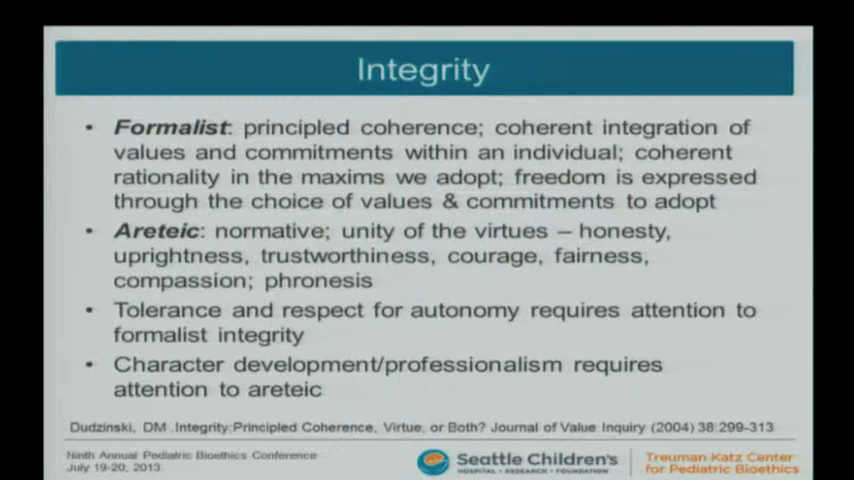 Integrity
• Formalist: principled coherence; coherent integration of
values and commitments within an individual; coherent
rationality in the maxims we adopt; freedom is expressed
through the choice of values & commitments to adopt
• Areteic: normative; unity of the virtues – honesty,
uprightness, trustworthiness, courage, fairness,
compassion; phronesis
• Tolerance and respect for autonomy requires attention to
formalist integrity
• Character development/professionalism requires
attention to areteic
Dudzinski, DM .Integrity:Principled Coherence, Virtue, or Both? Journal of Value Inquiry (2004) 38:299-313
Ninth Annual Pediatric Bioethics Conference
July 19-20, 2013
Seattle Children's
HOSPITAL • RESEARCH • FOUNDATION
Treuman Katz Center
for Pediatric Bioethics